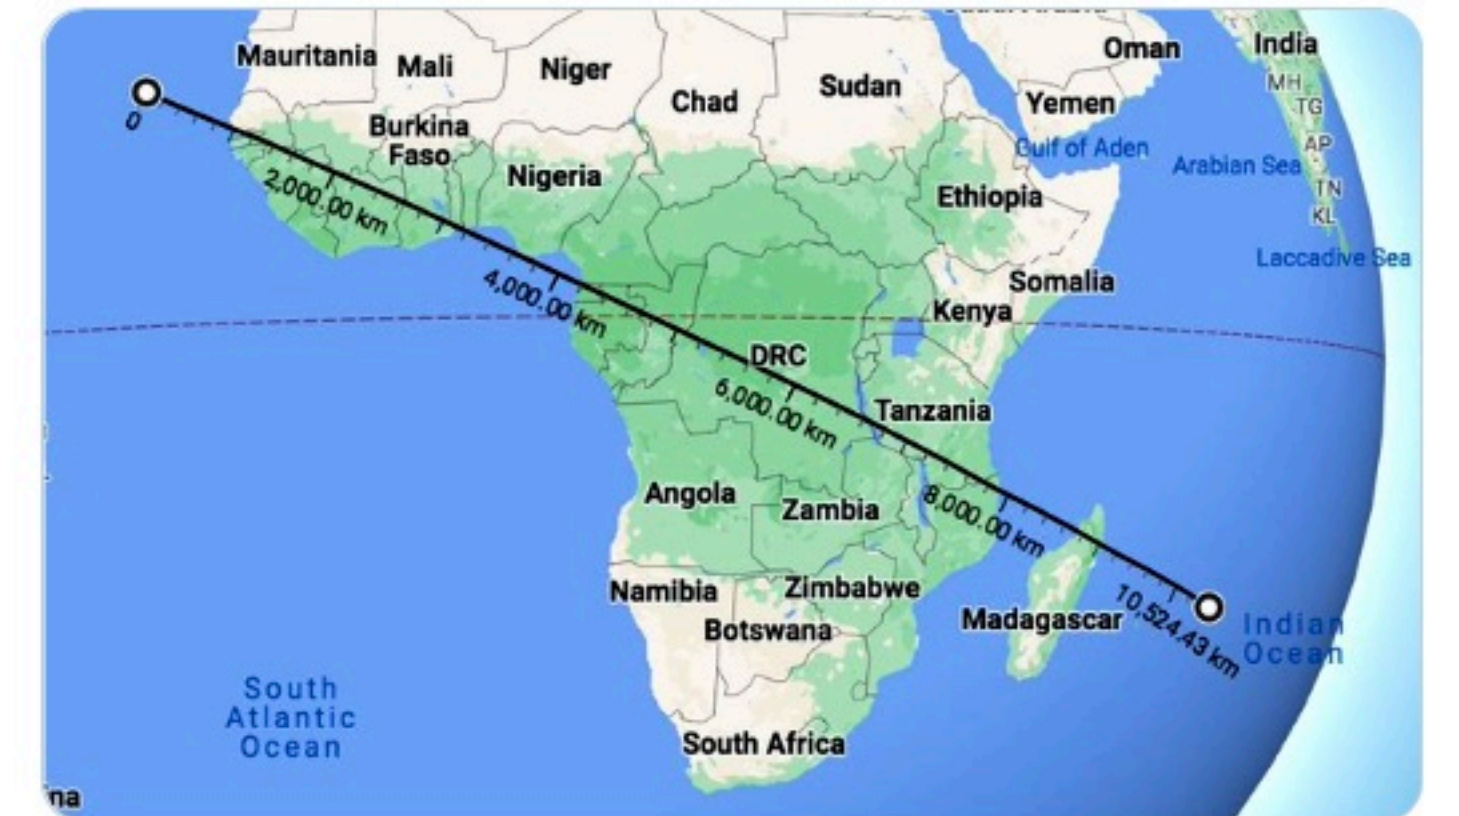 Mauritania
Mali
Niger
Chad
Sudan
Oman
India
Yemen
MH
TG
AP
TN
KL
0
Burkina
Faso
Nigeria
Gulf of Aden
Arabian Sea
Ethiopia
2,000.00 km
Laccadive Sea
Somalia
Kenya
4,000.00 km
DRC
Tanzania
6,000.00 km
Angola
Zambia
8,000.00 km
Namibia
Zimbabwe
Botswana
Madagascar
10,524.43 km
Indian
Ocean
South
Atlantic
Ocean
South Africa
na